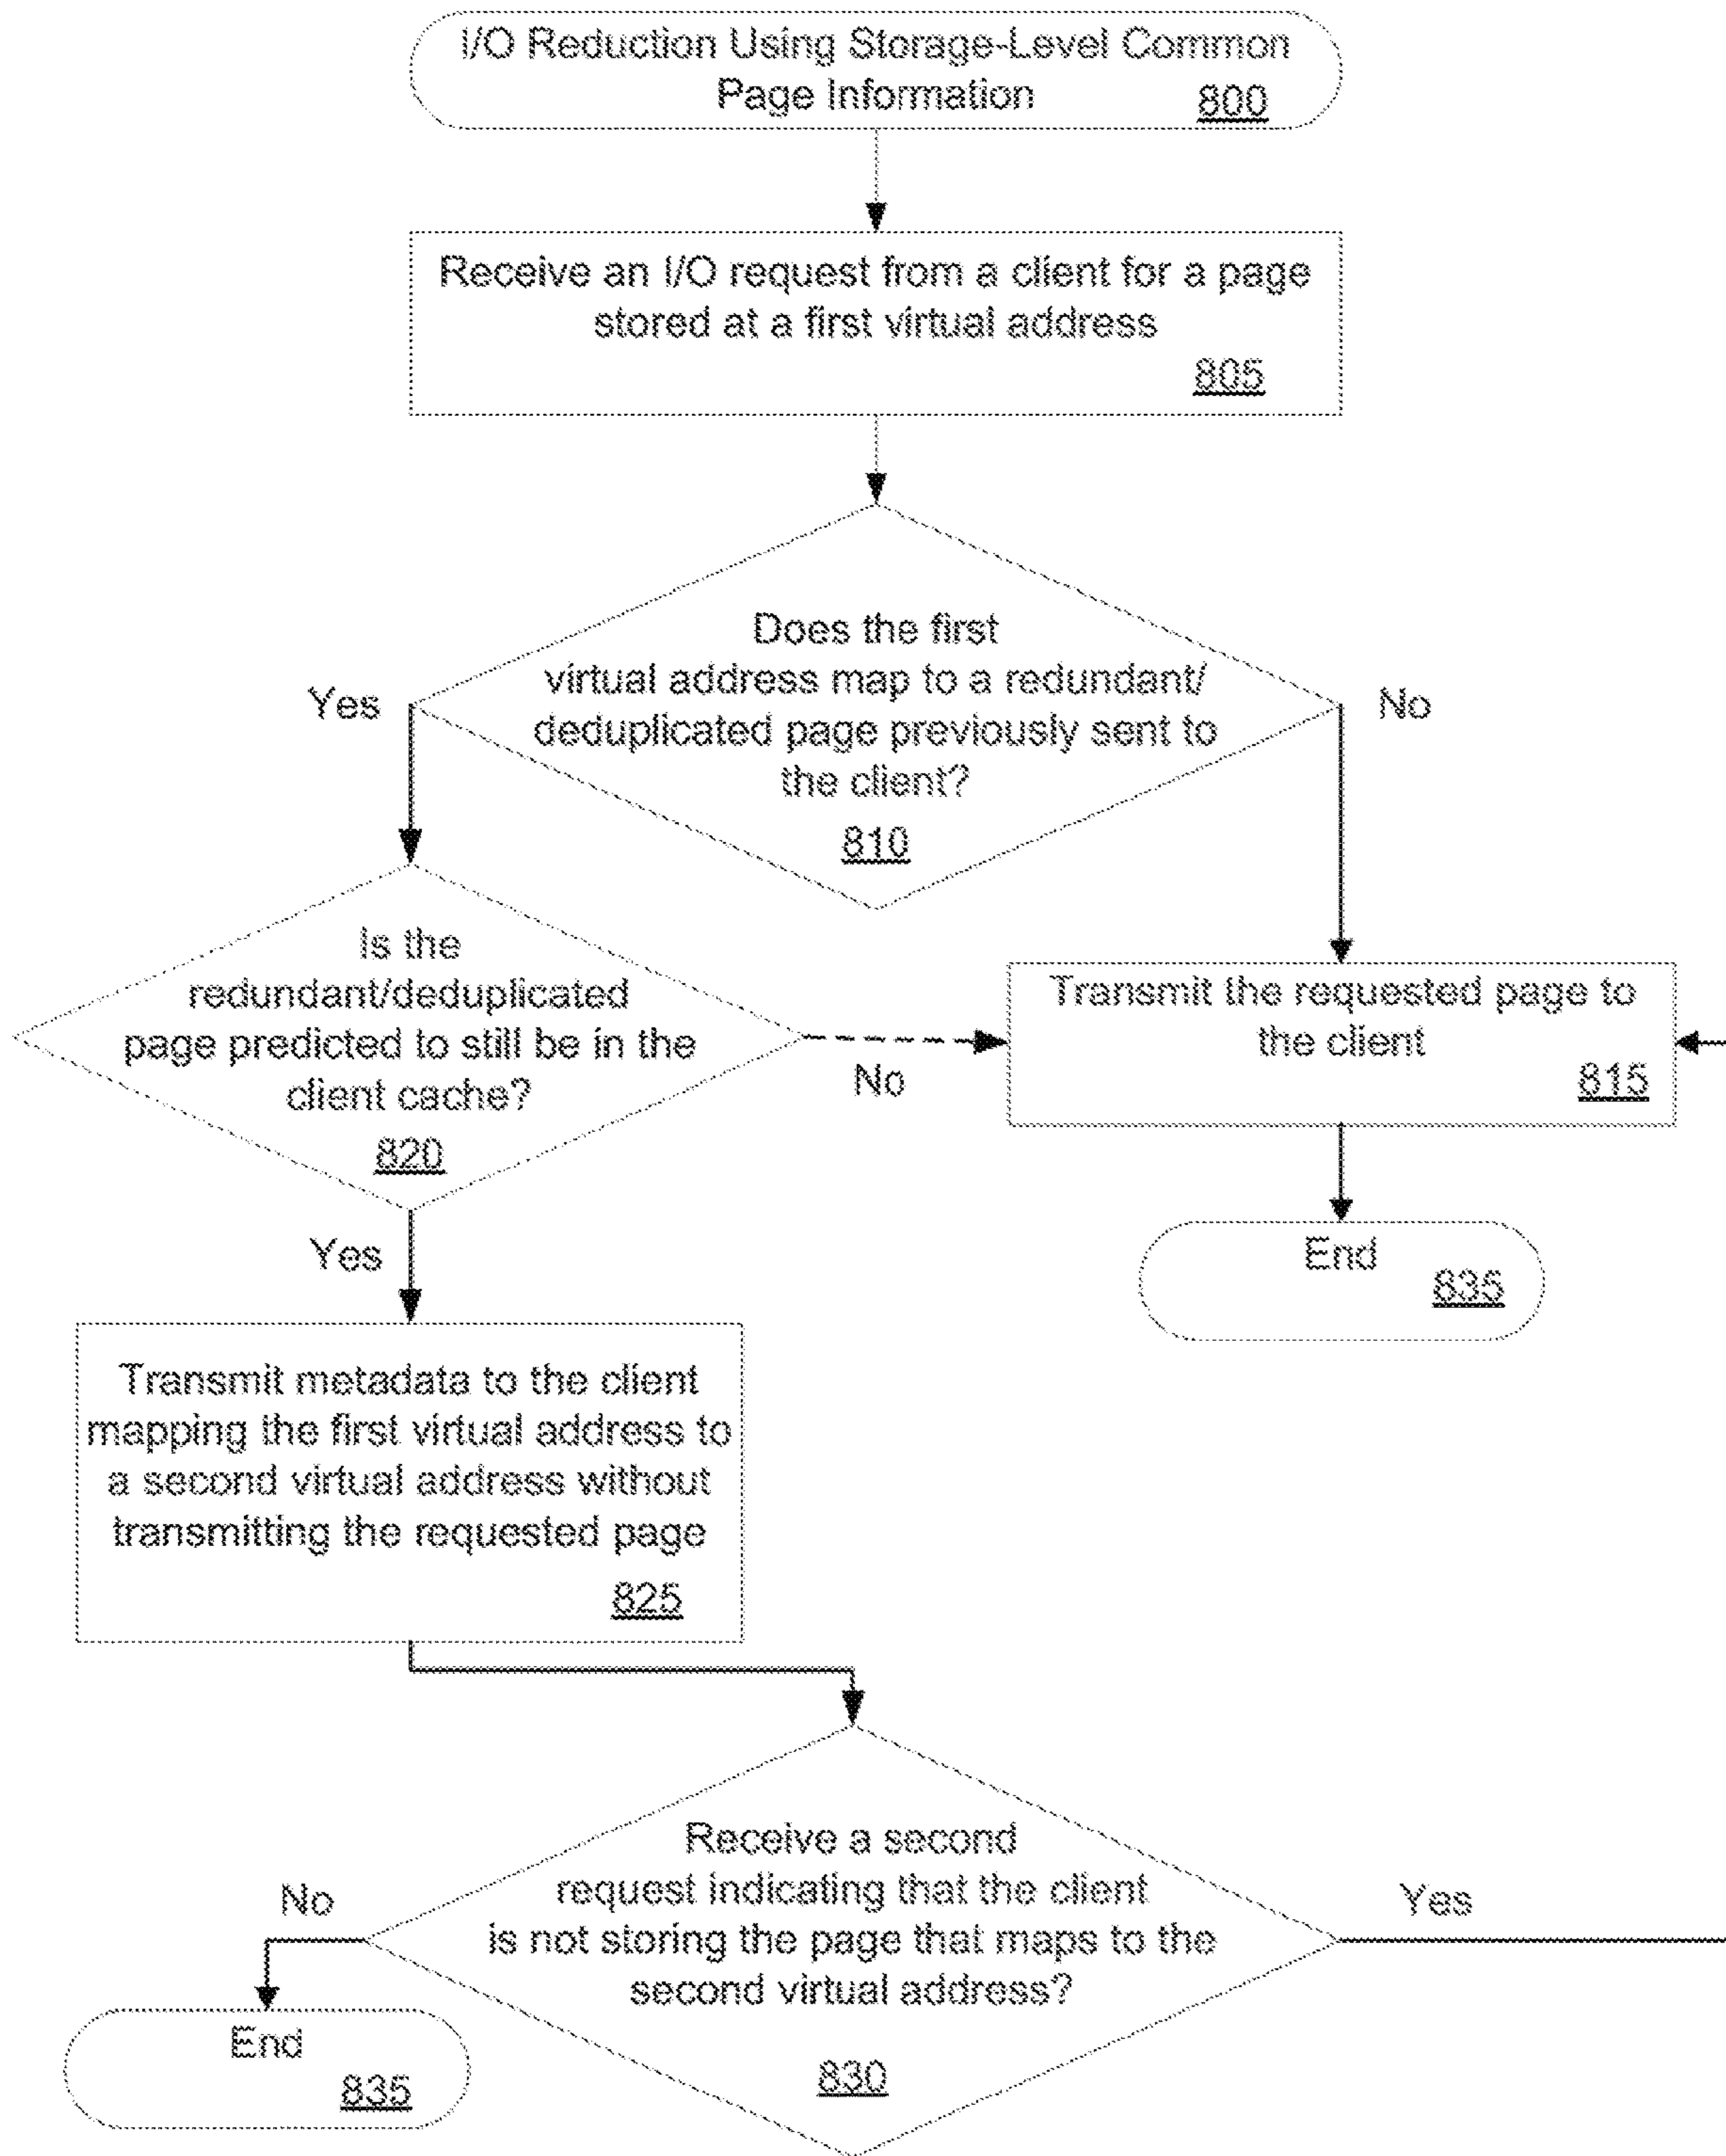 I/O Reduction Using Storage-Level Common
Page Information 800
Receive an I/O request from a client for a page
stored at a first virtual address
805
Does the first
virtual address map to a redundant/
deduplicated page previously sent to
the client?
810
Yes
No
Is the
redundant/deduplicated
page predicted to still be in the
client cache?
820
No
Transmit the requested page to
the client
815
Yes
End
835
Transmit metadata to the client
mapping the first virtual address to
a second virtual address without
transmitting the requested page
825
Receive a second
request indicating that the client
is not storing the page that maps to the
second virtual address?
830
No
Yes
End
835